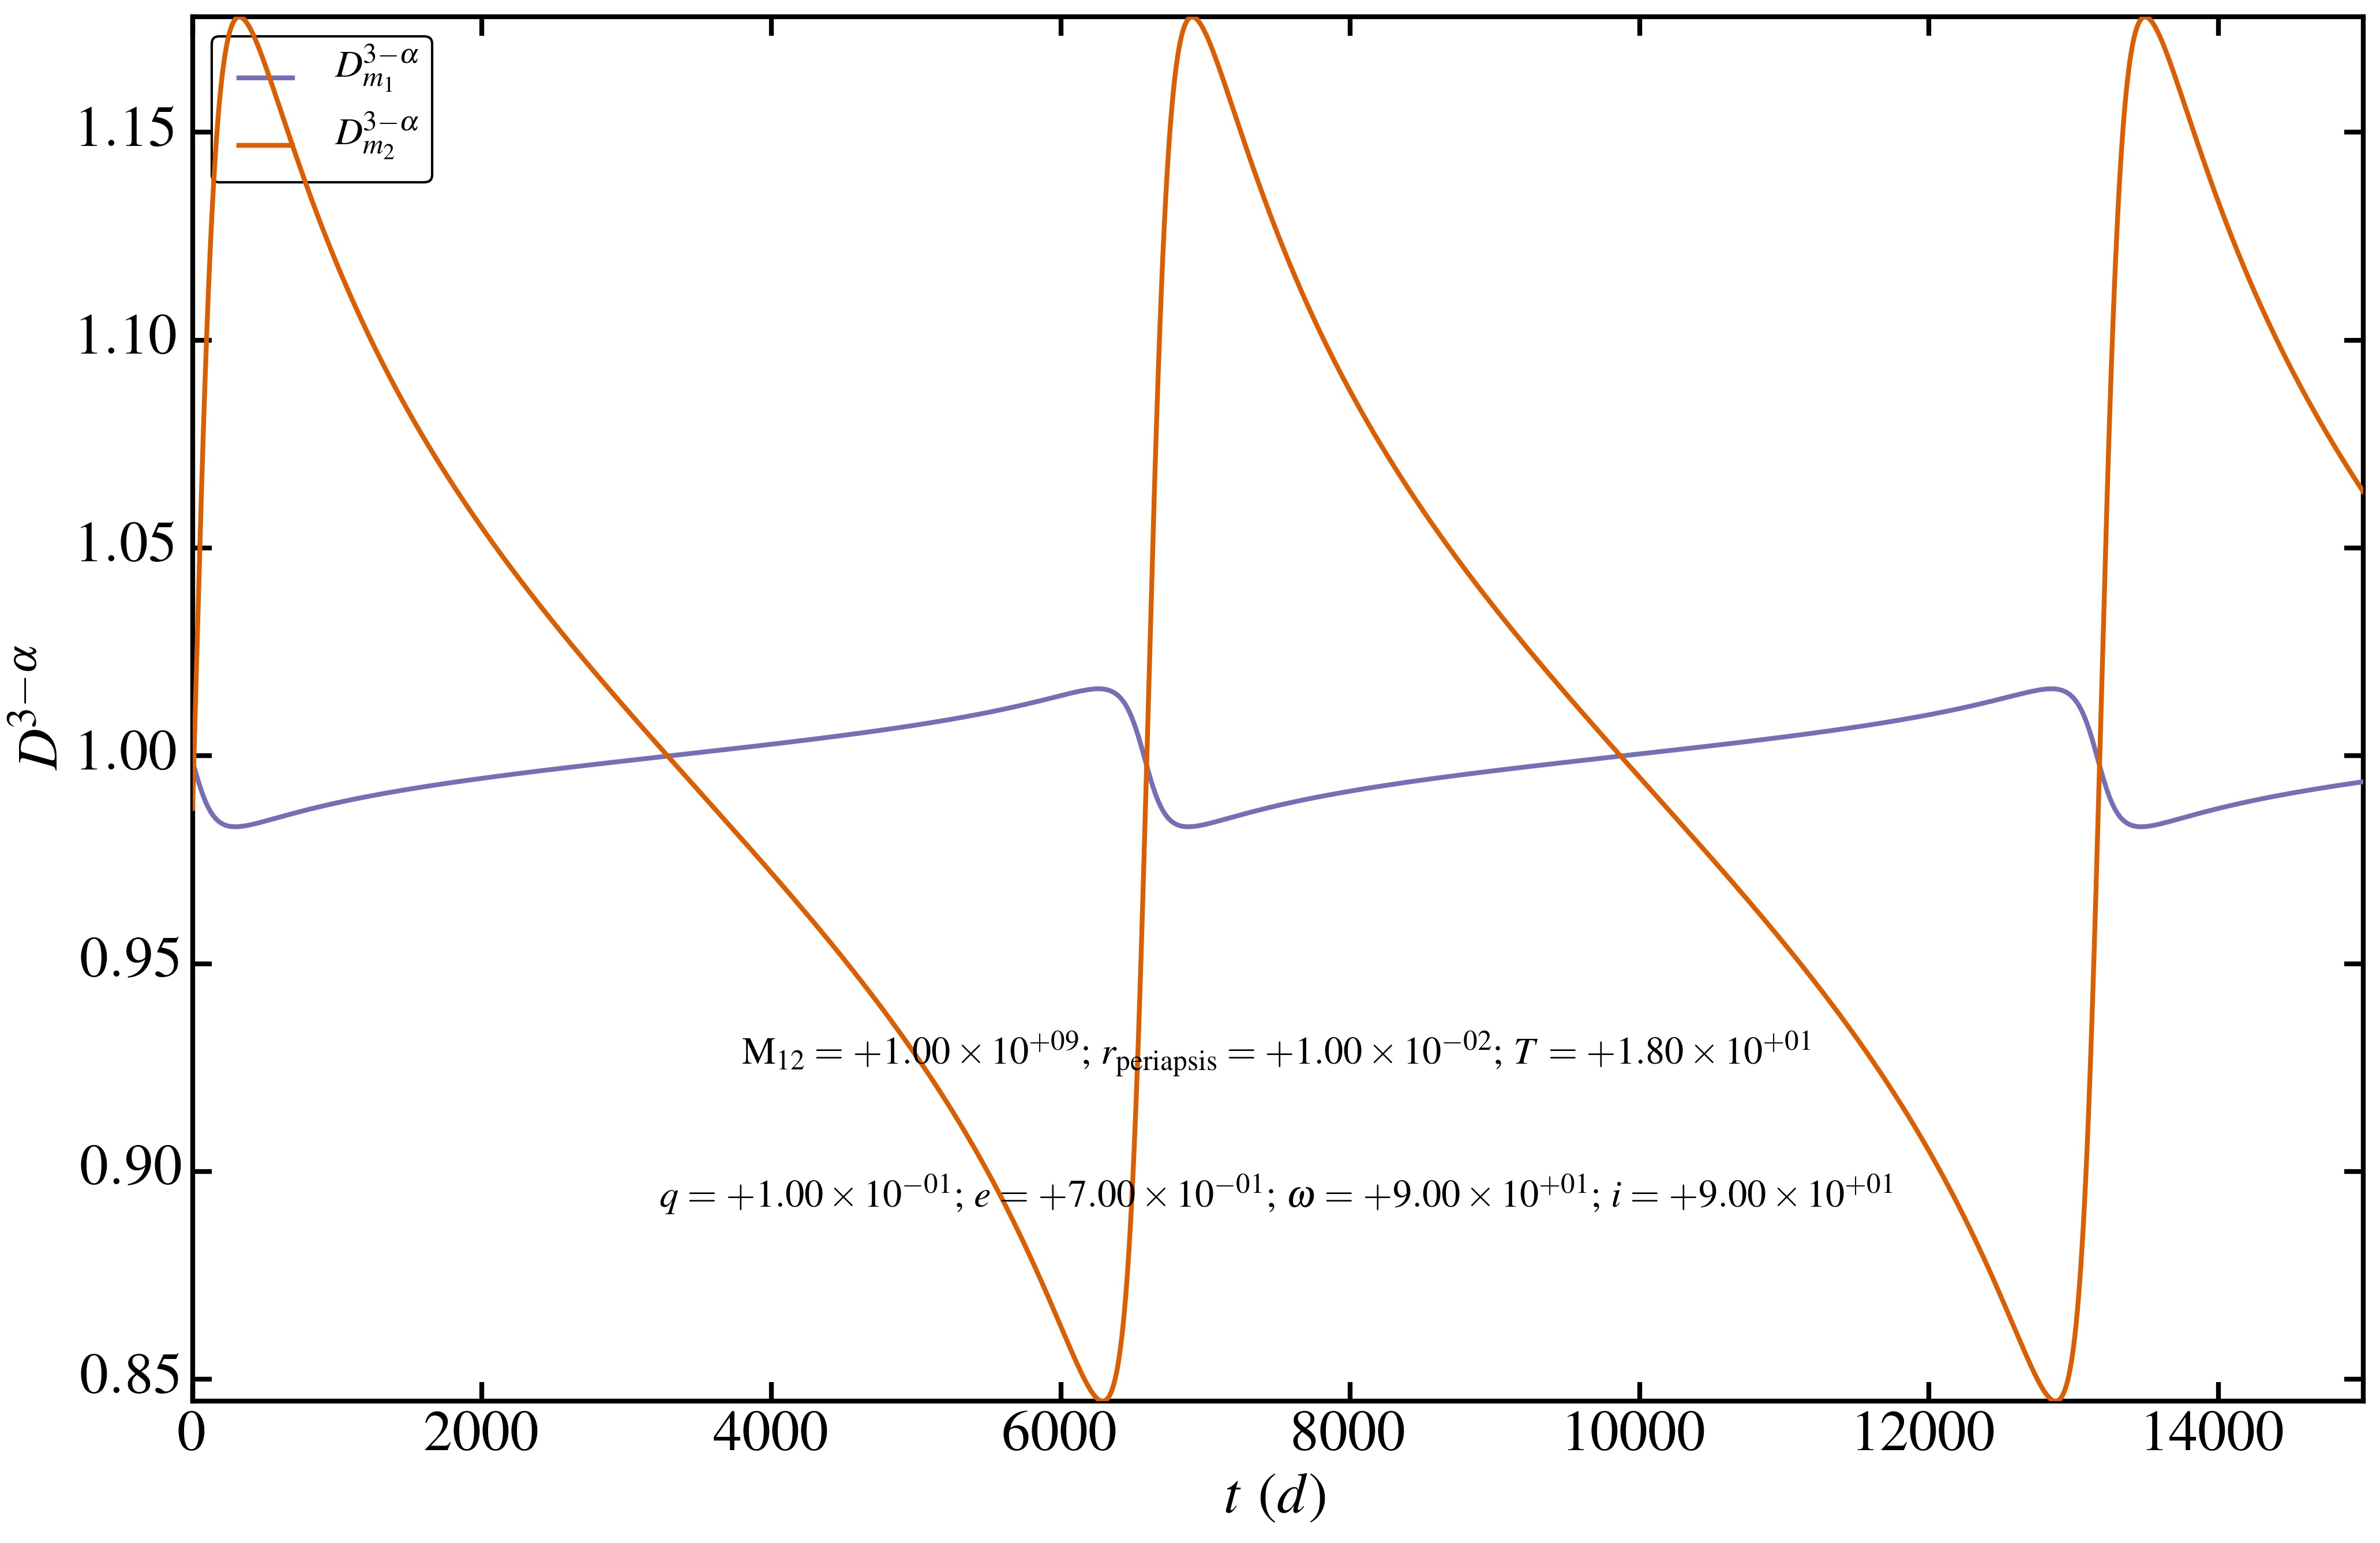 D_{m_1}^{3−α}
D_{m_2}^{3−α}
1.15
1.10
1.05
1.00
0.95
0.90
0.85
D^{3−α}
M_{12} = +1.00 × 10^{+09}; r_{periapsis} = +1.00 × 10^{−02}; T = +1.80 × 10^{+01}
q = +1.00 × 10^{−01}; e = +7.00 × 10^{−01}; ω = +9.00 × 10^{+01}; i = +9.00 × 10^{+01}
0 2000 4000 6000 8000 10000 12000 14000
t (d)